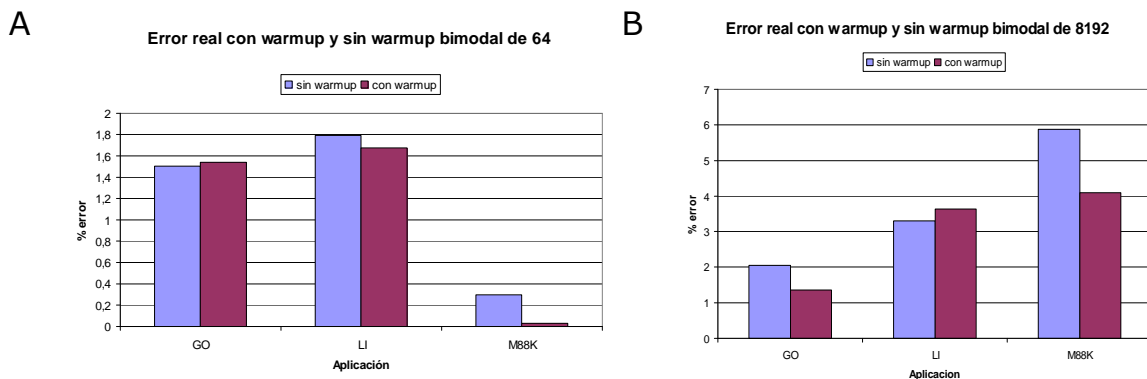 A
Error real con warmup y sin warmup bimodal de 64
sin warmup con warmup
2
1,8
1,6
1,4
1,2
1
0,8
0,6
0,4
0,2
0
% error
GO LI M88K
Aplicación
B
Error real con warmup y sin warmup bimodal de 8192
sin warmup con warmup
7
6
5
4
3
2
1
0
% error
GO LI M88K
Aplicacion